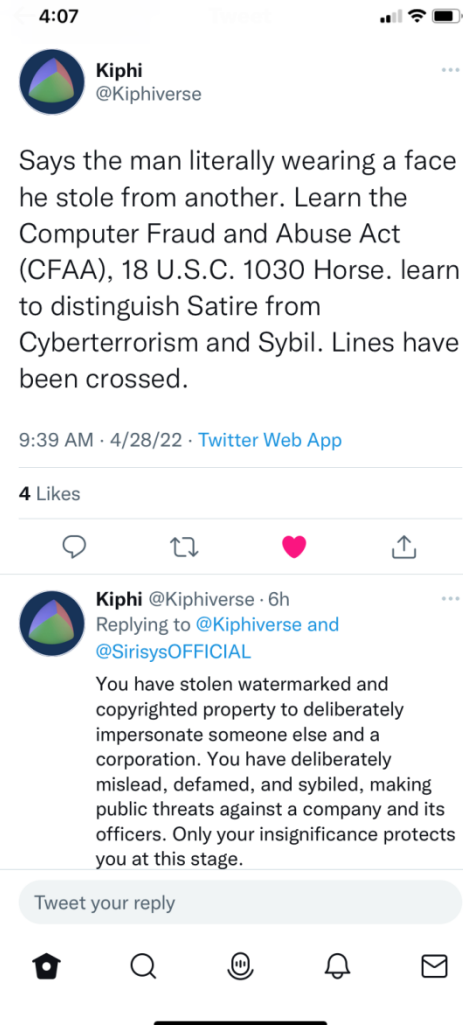 4:07
Kiphi
@Kiphiverse
Says the man literally wearing a face
he stole from another. Learn the
Computer Fraud and Abuse Act
(CFAA), 18 U.S.C. 1030 Horse. learn
to distinguish Satire from
Cyberterrorism and Sybil. Lines have
been crossed.
9:39 AM · 4/28/22 · Twitter Web App
4 Likes
Kiphi @Kiphiverse · 6h
Replying to @Kiphiverse and
@SirisysOFFICIAL
You have stolen watermarked and
copyrighted property to deliberately
impersonate someone else and a
corporation. You have deliberately
mislead, defamed, and sybiled, making
public threats against a company and its
officers. Only your insignificance protects
you at this stage.
Tweet your reply